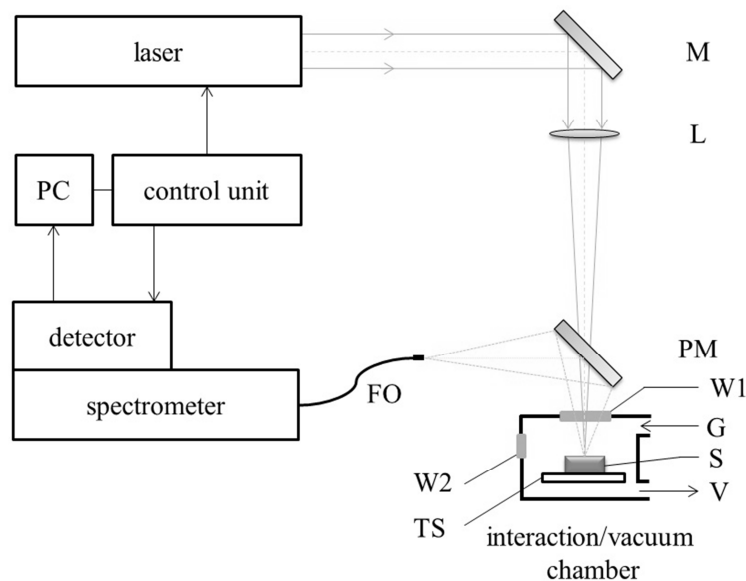 laser
M
L
PC
control unit
detector
PM
W1
FO
spectrometer
G
S
W2
V
TS
interaction/vacuum
chamber